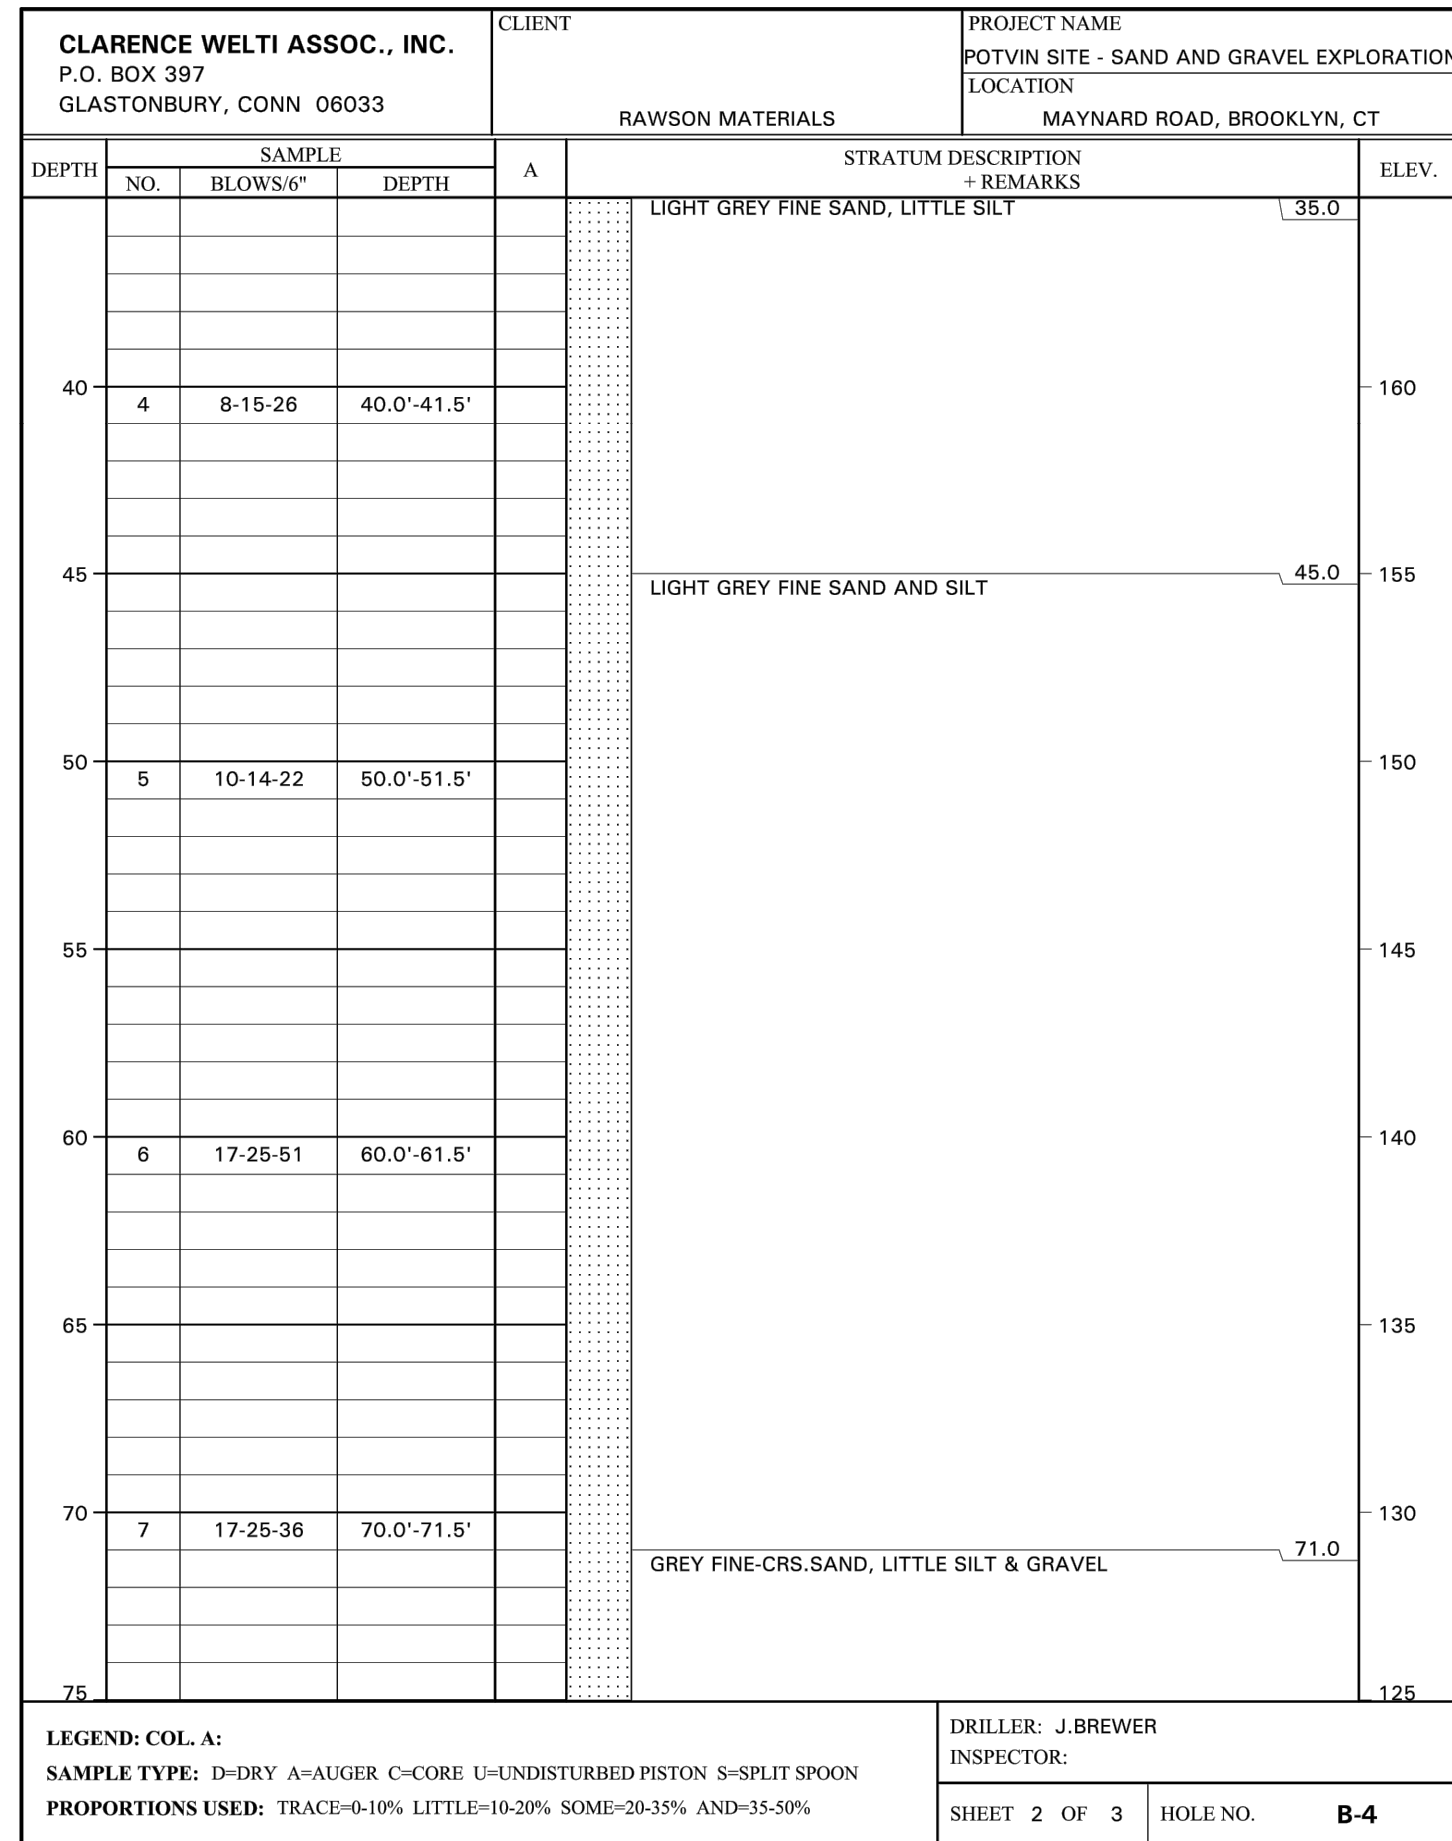 CLARENCE WELTI ASSOC., INC.
P.O. BOX 397
GLASTONBURY, CONN 06033
CLIENT
RAWSON MATERIALS
PROJECT NAME
POTVIN SITE - SAND AND GRAVEL EXPLORATION
LOCATION
MAYNARD ROAD, BROOKLYN, CT
DEPTH
SAMPLE
NO. BLOWS/6" DEPTH
A
STRATUM DESCRIPTION
+ REMARKS
ELEV.
LIGHT GREY FINE SAND, LITTLE SILT 35.0
40 160
4 8-15-26 40.0'-41.5'
45 45.0 155
LIGHT GREY FINE SAND AND SILT
50 150
5 10-14-22 50.0'-51.5'
55 145
60 140
6 17-25-51 60.0'-61.5'
65 135
70 130
7 17-25-36 70.0'-71.5'
71.0
GREY FINE-CRS.SAND, LITTLE SILT & GRAVEL
75 125
LEGEND: COL. A:
SAMPLE TYPE: D=DRY A=AUGER C=CORE U=UNDISTURBED PISTON S=SPLIT SPOON
PROPORTIONS USED: TRACE=0-10% LITTLE=10-20% SOME=20-35% AND=35-50%
DRILLER: J.BREWER
INSPECTOR:
SHEET 2 OF 3 HOLE NO. B-4